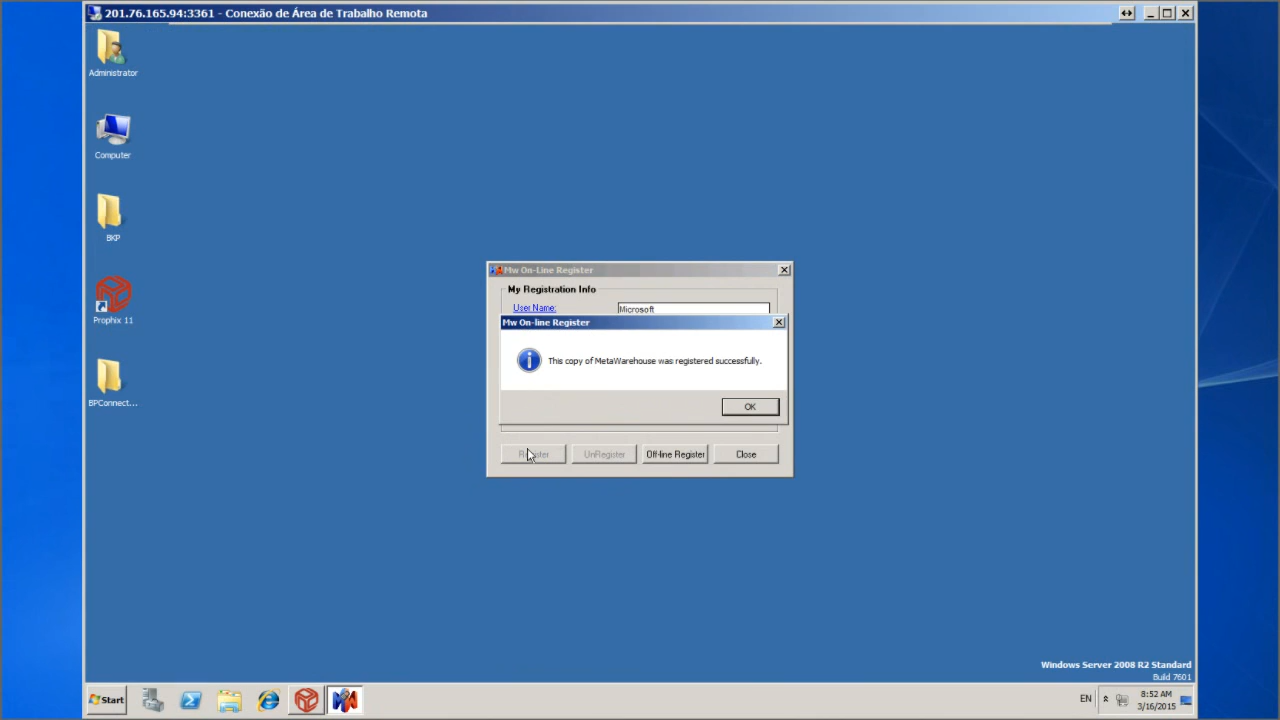 201.76.165.94:3361 - Conexão de Área de Trabalho Remota
Administrator
Computer
BKP
Prophix 11
BPConnect...
Mw On-Line Register
My Registration Info
User Name:
Microsoft
Mw On-line Register
This copy of MetaWarehouse was registered successfully.
OK
Register
UnRegister
Off-line Register
Close
Windows Server 2008 R2 Standard
Build 7601
Start
EN
8:52 AM
3/16/2015